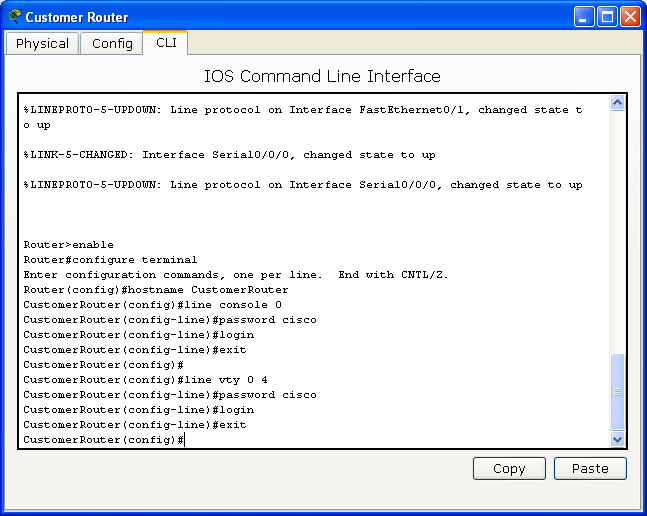 Customer Router
Physical Config CLI
IOS Command Line Interface
%LINEPROTO-5-UPDOWN: Line protocol on Interface FastEthernet0/1, changed state t
o up
%LINK-5-CHANGED: Interface Serial0/0/0, changed state to up
%LINEPROTO-5-UPDOWN: Line protocol on Interface Serial0/0/0, changed state to up
Router>enable
Router#configure terminal
Enter configuration commands, one per line.  End with CNTL/Z.
Router(config)#hostname CustomerRouter
CustomerRouter(config)#line console 0
CustomerRouter(config-line)#password cisco
CustomerRouter(config-line)#login
CustomerRouter(config-line)#exit
CustomerRouter(config)#
CustomerRouter(config)#line vty 0 4
CustomerRouter(config-line)#password cisco
CustomerRouter(config-line)#login
CustomerRouter(config-line)#exit
CustomerRouter(config)#
Copy Paste